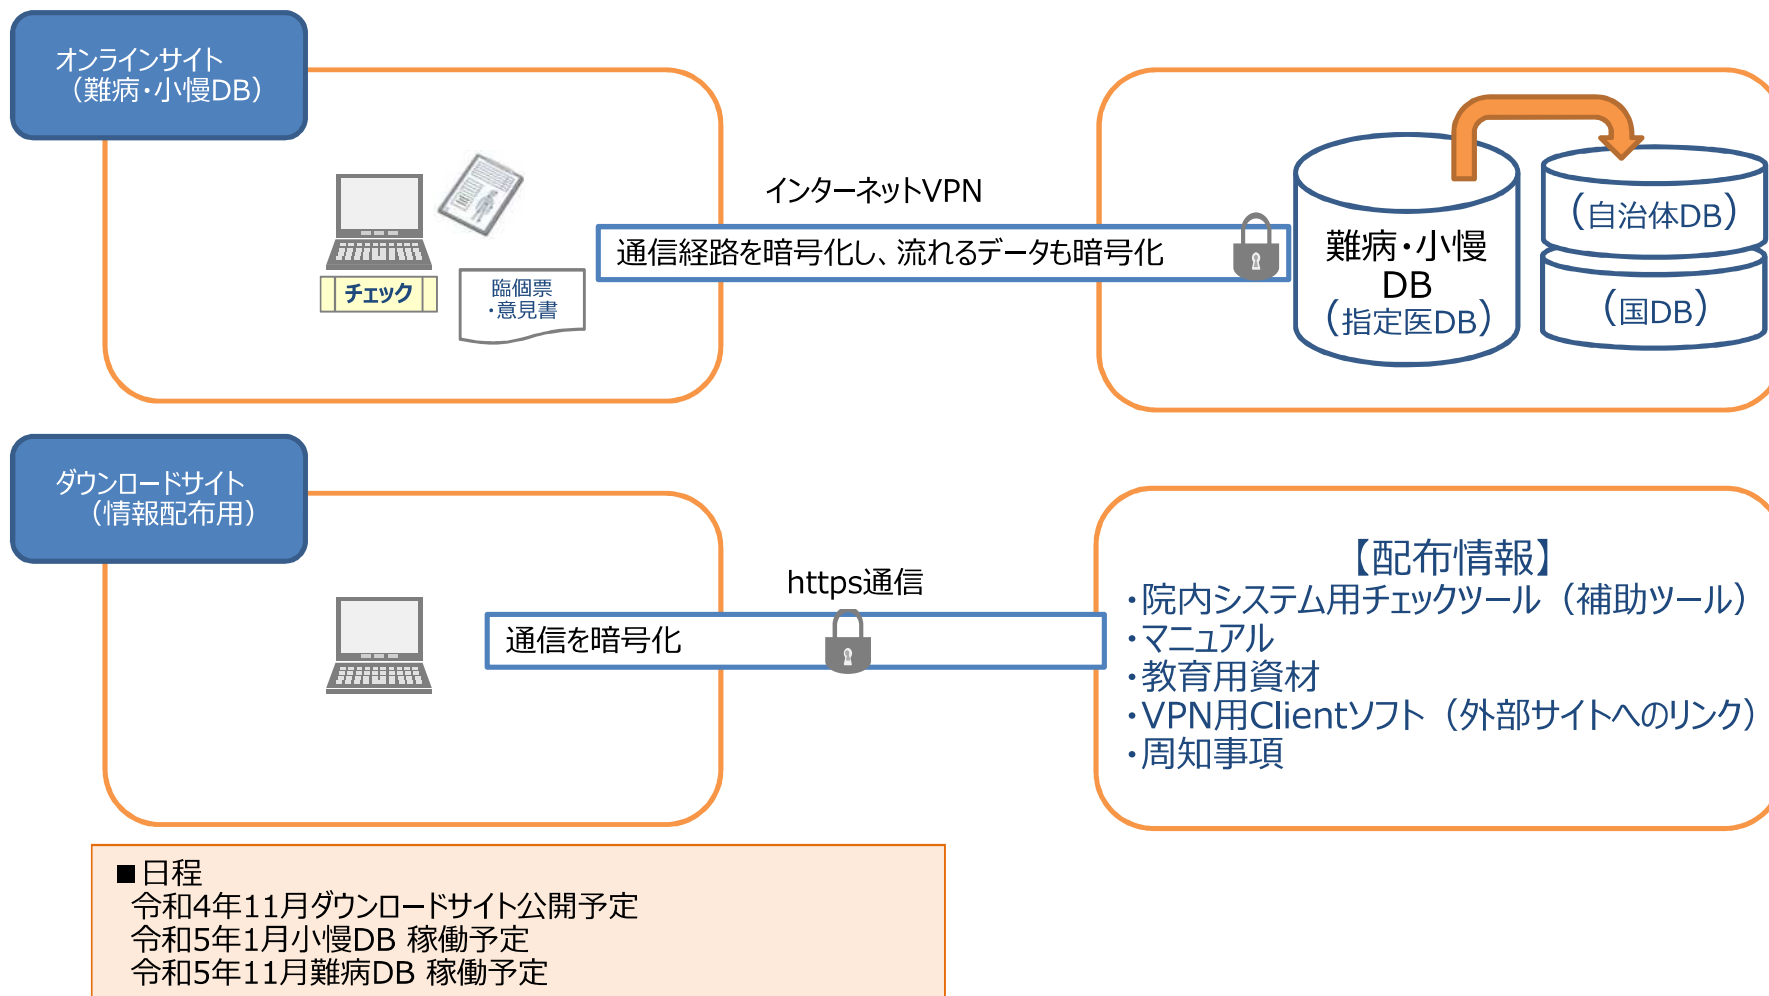 オンラインサイト
（難病・小慢DB）
インターネットVPN
通信経路を暗号化し、流れるデータも暗号化
チェック
臨個票
・意見書
難病・小慢
DB
（指定医DB）
（自治体DB）
（国DB）
ダウンロードサイト
（情報配布用）
https通信
通信を暗号化
【配布情報】
・院内システム用チェックツール（補助ツール）
・マニュアル
・教育用資材
・VPN用Clientソフト（外部サイトへのリンク）
・周知事項
■日程
令和4年11月ダウンロードサイト公開予定
令和5年1月小慢DB 稼働予定
令和5年11月難病DB 稼働予定